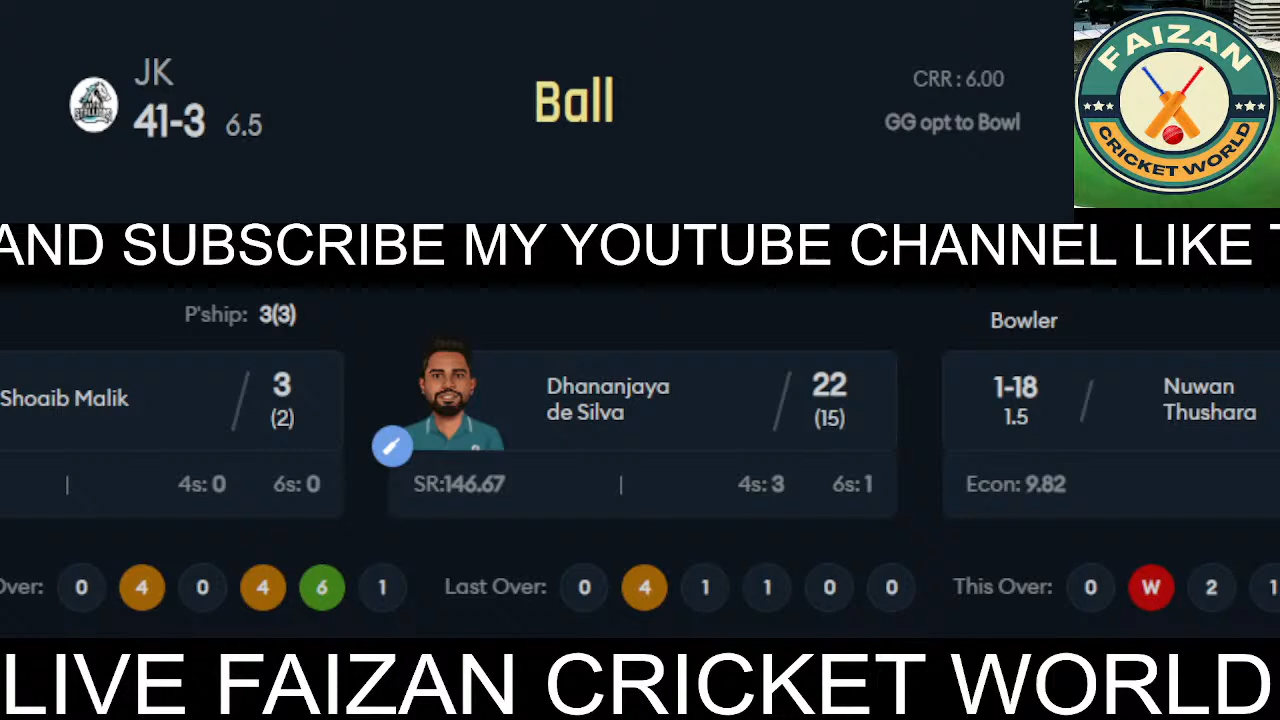 JK
41-3 6.5
Ball
CRR : 6.00
GG opt to Bowl
FAIZAN
CRICKET WORLD
AND SUBSCRIBE MY YOUTUBE CHANNEL LIKE
P'ship: 3(3)
Bowler
Shoaib Malik
3
(2)
Dhananjaya
de Silva
22
(15)
1-18
1.5
Nuwan
Thushara
4s: 0 6s: 0
SR:146.67 4s: 3 6s: 1
Econ: 9.82
Over: 0 4 0 4 6 1
Last Over: 0 4 1 1 0 0
This Over: 0 W 2 1
LIVE FAIZAN CRICKET WORLD